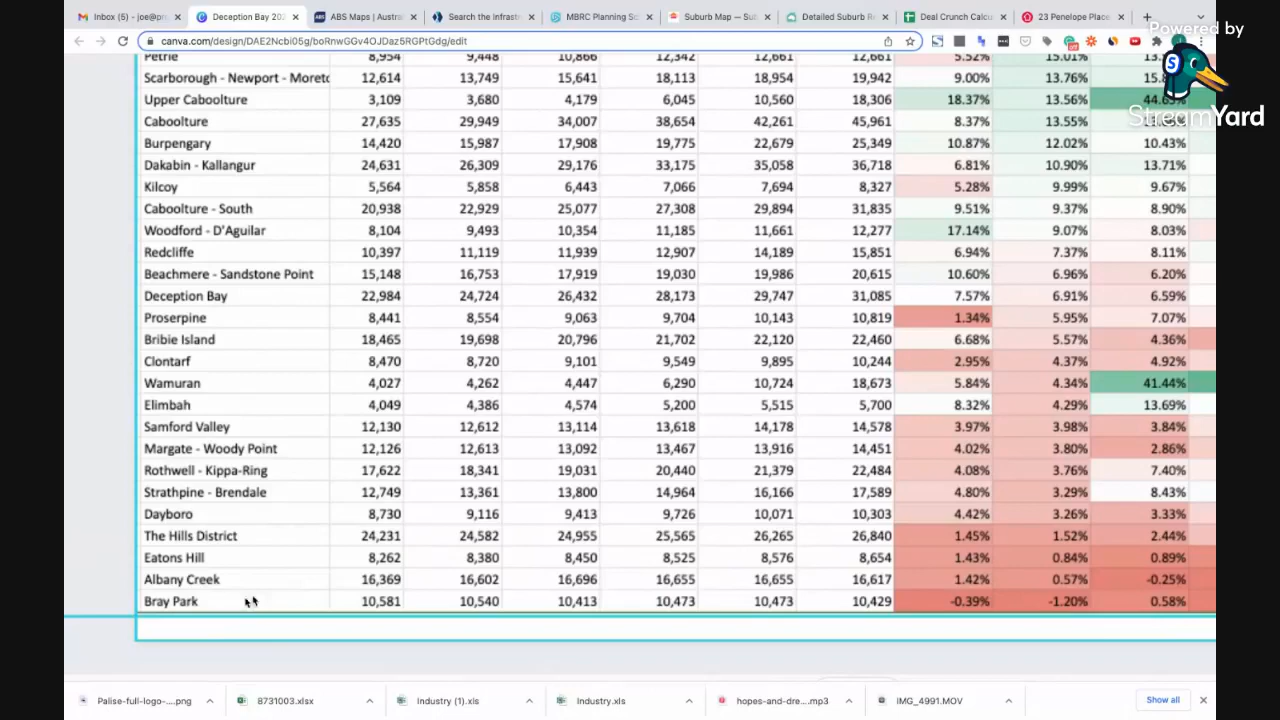 Inbox (5) - joe@pr
Deception Bay 202
ABS Maps | Austral
Search the Infrastr
MBRC Planning Sc
Suburb Map — Sub
Detailed Suburb Re
Deal Crunch Calcu
23 Penelope Place
Powered by
canva.com/design/DAE2Ncbi05g/boRnwGGv4OJDaz5RGPtGdg/edit
StreamYard
Petrie 8,954 9,448 10,866 12,342 12,661 12,661 5.52% 15.01%
Scarborough - Newport - Moreto 12,614 13,749 15,641 18,113 18,954 19,942 9.00% 13.76%
Upper Caboolture 3,109 3,680 4,179 6,045 10,560 18,306 18.37% 13.56%
Caboolture 27,635 29,949 34,007 38,654 42,261 45,961 8.37% 13.55%
Burpengary 14,420 15,987 17,908 19,775 22,679 25,349 10.87% 12.02% 10.43%
Dakabin - Kallangur 24,631 26,309 29,176 33,175 35,058 36,718 6.81% 10.90% 13.71%
Kilcoy 5,564 5,858 6,443 7,066 7,694 8,327 5.28% 9.99% 9.67%
Caboolture - South 20,938 22,929 25,077 27,308 29,894 31,835 9.51% 9.37% 8.90%
Woodford - D'Aguilar 8,104 9,493 10,354 11,185 11,661 12,277 17.14% 9.07% 8.03%
Redcliffe 10,397 11,119 11,939 12,907 14,189 15,851 6.94% 7.37% 8.11%
Beachmere - Sandstone Point 15,148 16,753 17,919 19,030 19,986 20,615 10.60% 6.96% 6.20%
Deception Bay 22,984 24,724 26,432 28,173 29,747 31,085 7.57% 6.91% 6.59%
Proserpine 8,441 8,554 9,063 9,704 10,143 10,819 1.34% 5.95% 7.07%
Bribie Island 18,465 19,698 20,796 21,702 22,120 22,460 6.68% 5.57% 4.36%
Clontarf 8,470 8,720 9,101 9,549 9,895 10,244 2.95% 4.37% 4.92%
Wamuran 4,027 4,262 4,447 6,290 10,724 18,673 5.84% 4.34% 41.44%
Elimbah 4,049 4,386 4,574 5,200 5,515 5,700 8.32% 4.29% 13.69%
Samford Valley 12,130 12,612 13,114 13,618 14,178 14,578 3.97% 3.98% 3.84%
Margate - Woody Point 12,126 12,613 13,092 13,467 13,916 14,451 4.02% 3.80% 2.86%
Rothwell - Kippa-Ring 17,622 18,341 19,031 20,440 21,379 22,484 4.08% 3.76% 7.40%
Strathpine - Brendale 12,749 13,361 13,800 14,964 16,166 17,589 4.80% 3.29% 8.43%
Dayboro 8,730 9,116 9,413 9,726 10,071 10,303 4.42% 3.26% 3.33%
The Hills District 24,231 24,582 24,955 25,565 26,265 26,840 1.45% 1.52% 2.44%
Eatons Hill 8,262 8,380 8,450 8,525 8,576 8,654 1.43% 0.84% 0.89%
Albany Creek 16,369 16,602 16,696 16,655 16,655 16,617 1.42% 0.57% -0.25%
Bray Park 10,581 10,540 10,413 10,473 10,473 10,429 -0.39% -1.20% 0.58%
Palise-full-logo-....png
8731003.xlsx
Industry (1).xls
Industry.xls
hopes-and-dre....mp3
IMG_4991.MOV
Show all